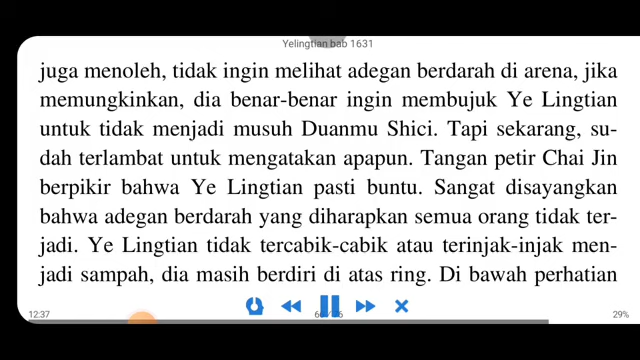 Yelingtian bab 1631
juga menoleh, tidak ingin melihat adegan berdarah di arena, jika
memungkinkan, dia benar-benar ingin membujuk Ye Lingtian
untuk tidak menjadi musuh Duanmu Shici. Tapi sekarang, su-
dah terlambat untuk mengatakan apapun. Tangan petir Chai Jin
berpikir bahwa Ye Lingtian pasti buntu. Sangat disayangkan
bahwa adegan berdarah yang diharapkan semua orang tidak ter-
jadi. Ye Lingtian tidak tercabik-cabik atau terinjak-injak men-
jadi sampah, dia masih berdiri di atas ring. Di bawah perhatian
12:37
29%